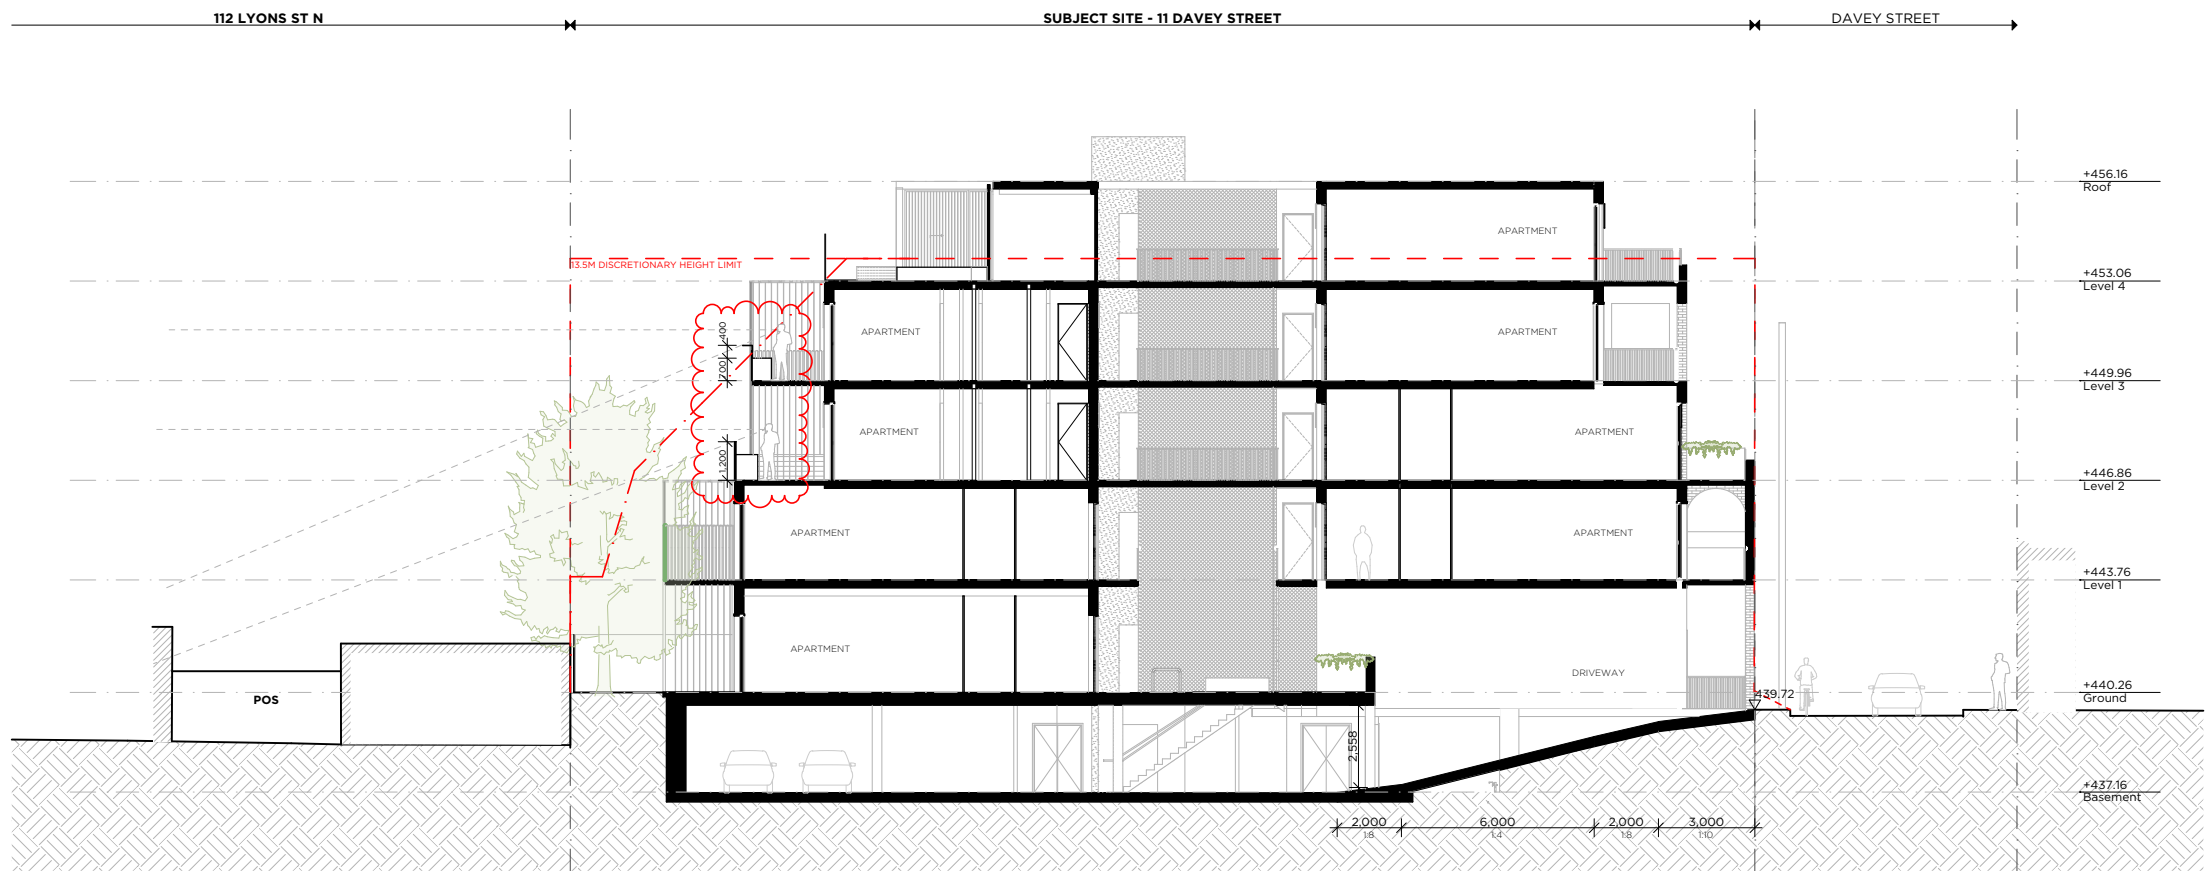 112 LYONS ST N
SUBJECT SITE - 11 DAVEY STREET
DAVEY STREET
+456.16
Roof
APARTMENT
13.5M DISCRETIONARY HEIGHT LIMIT
+453.06
Level 4
400
APARTMENT
APARTMENT
700
+449.96
Level 3
APARTMENT
APARTMENT
1,200
+446.86
Level 2
APARTMENT
APARTMENT
+443.76
Level 1
APARTMENT
DRIVEWAY
POS
439.72
+440.26
Ground
2,558
+437.16
Basement
2,000
6,000
2,000
3,000
1:8
1:4
1:8
1:10